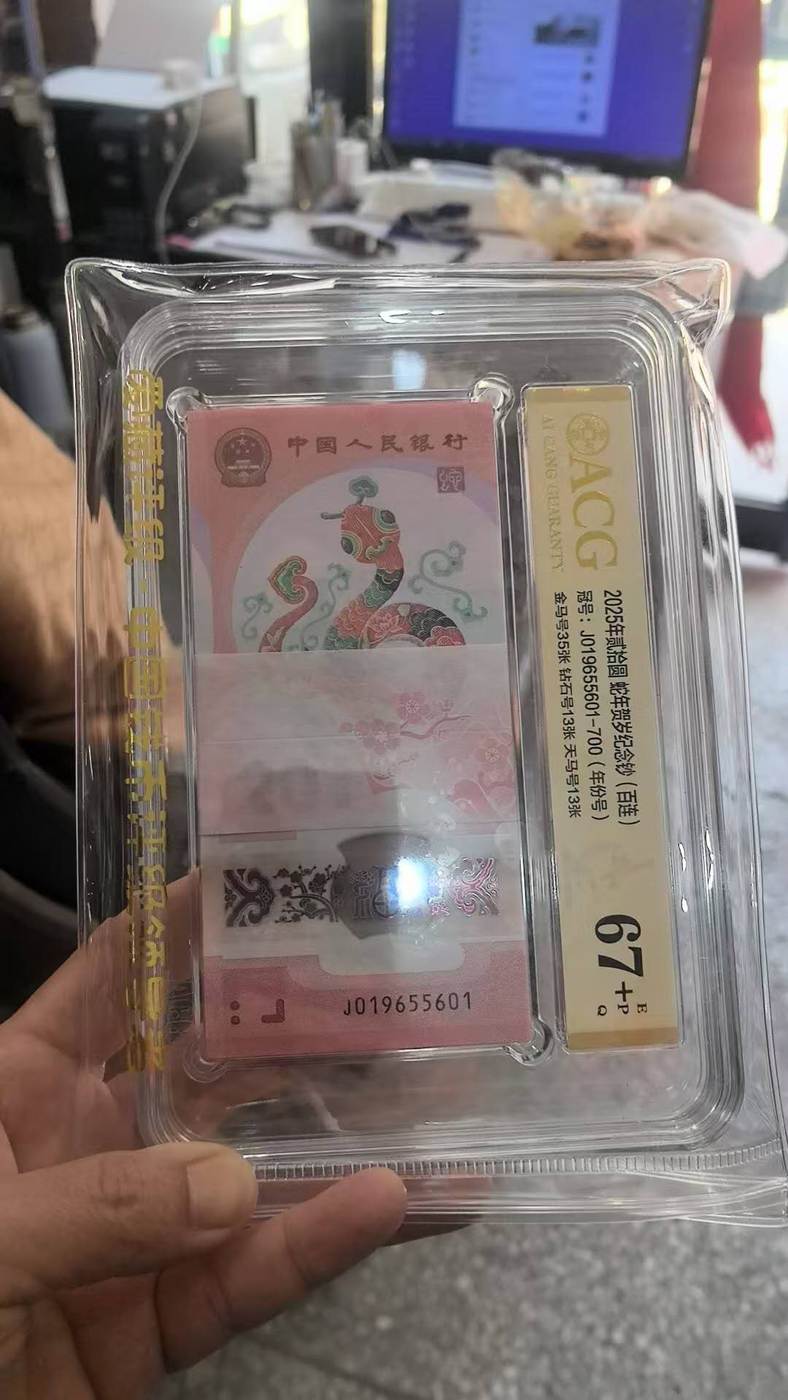 中国人民银行
J019655601
ACG
AI CANG GUARANTY
2025年贰拾圆 蛇年贺岁纪念钞（百连）
冠号：J019655601-700（年份号）
金马号35张 钻石号13张 天马号13张
67+
E
P
Q